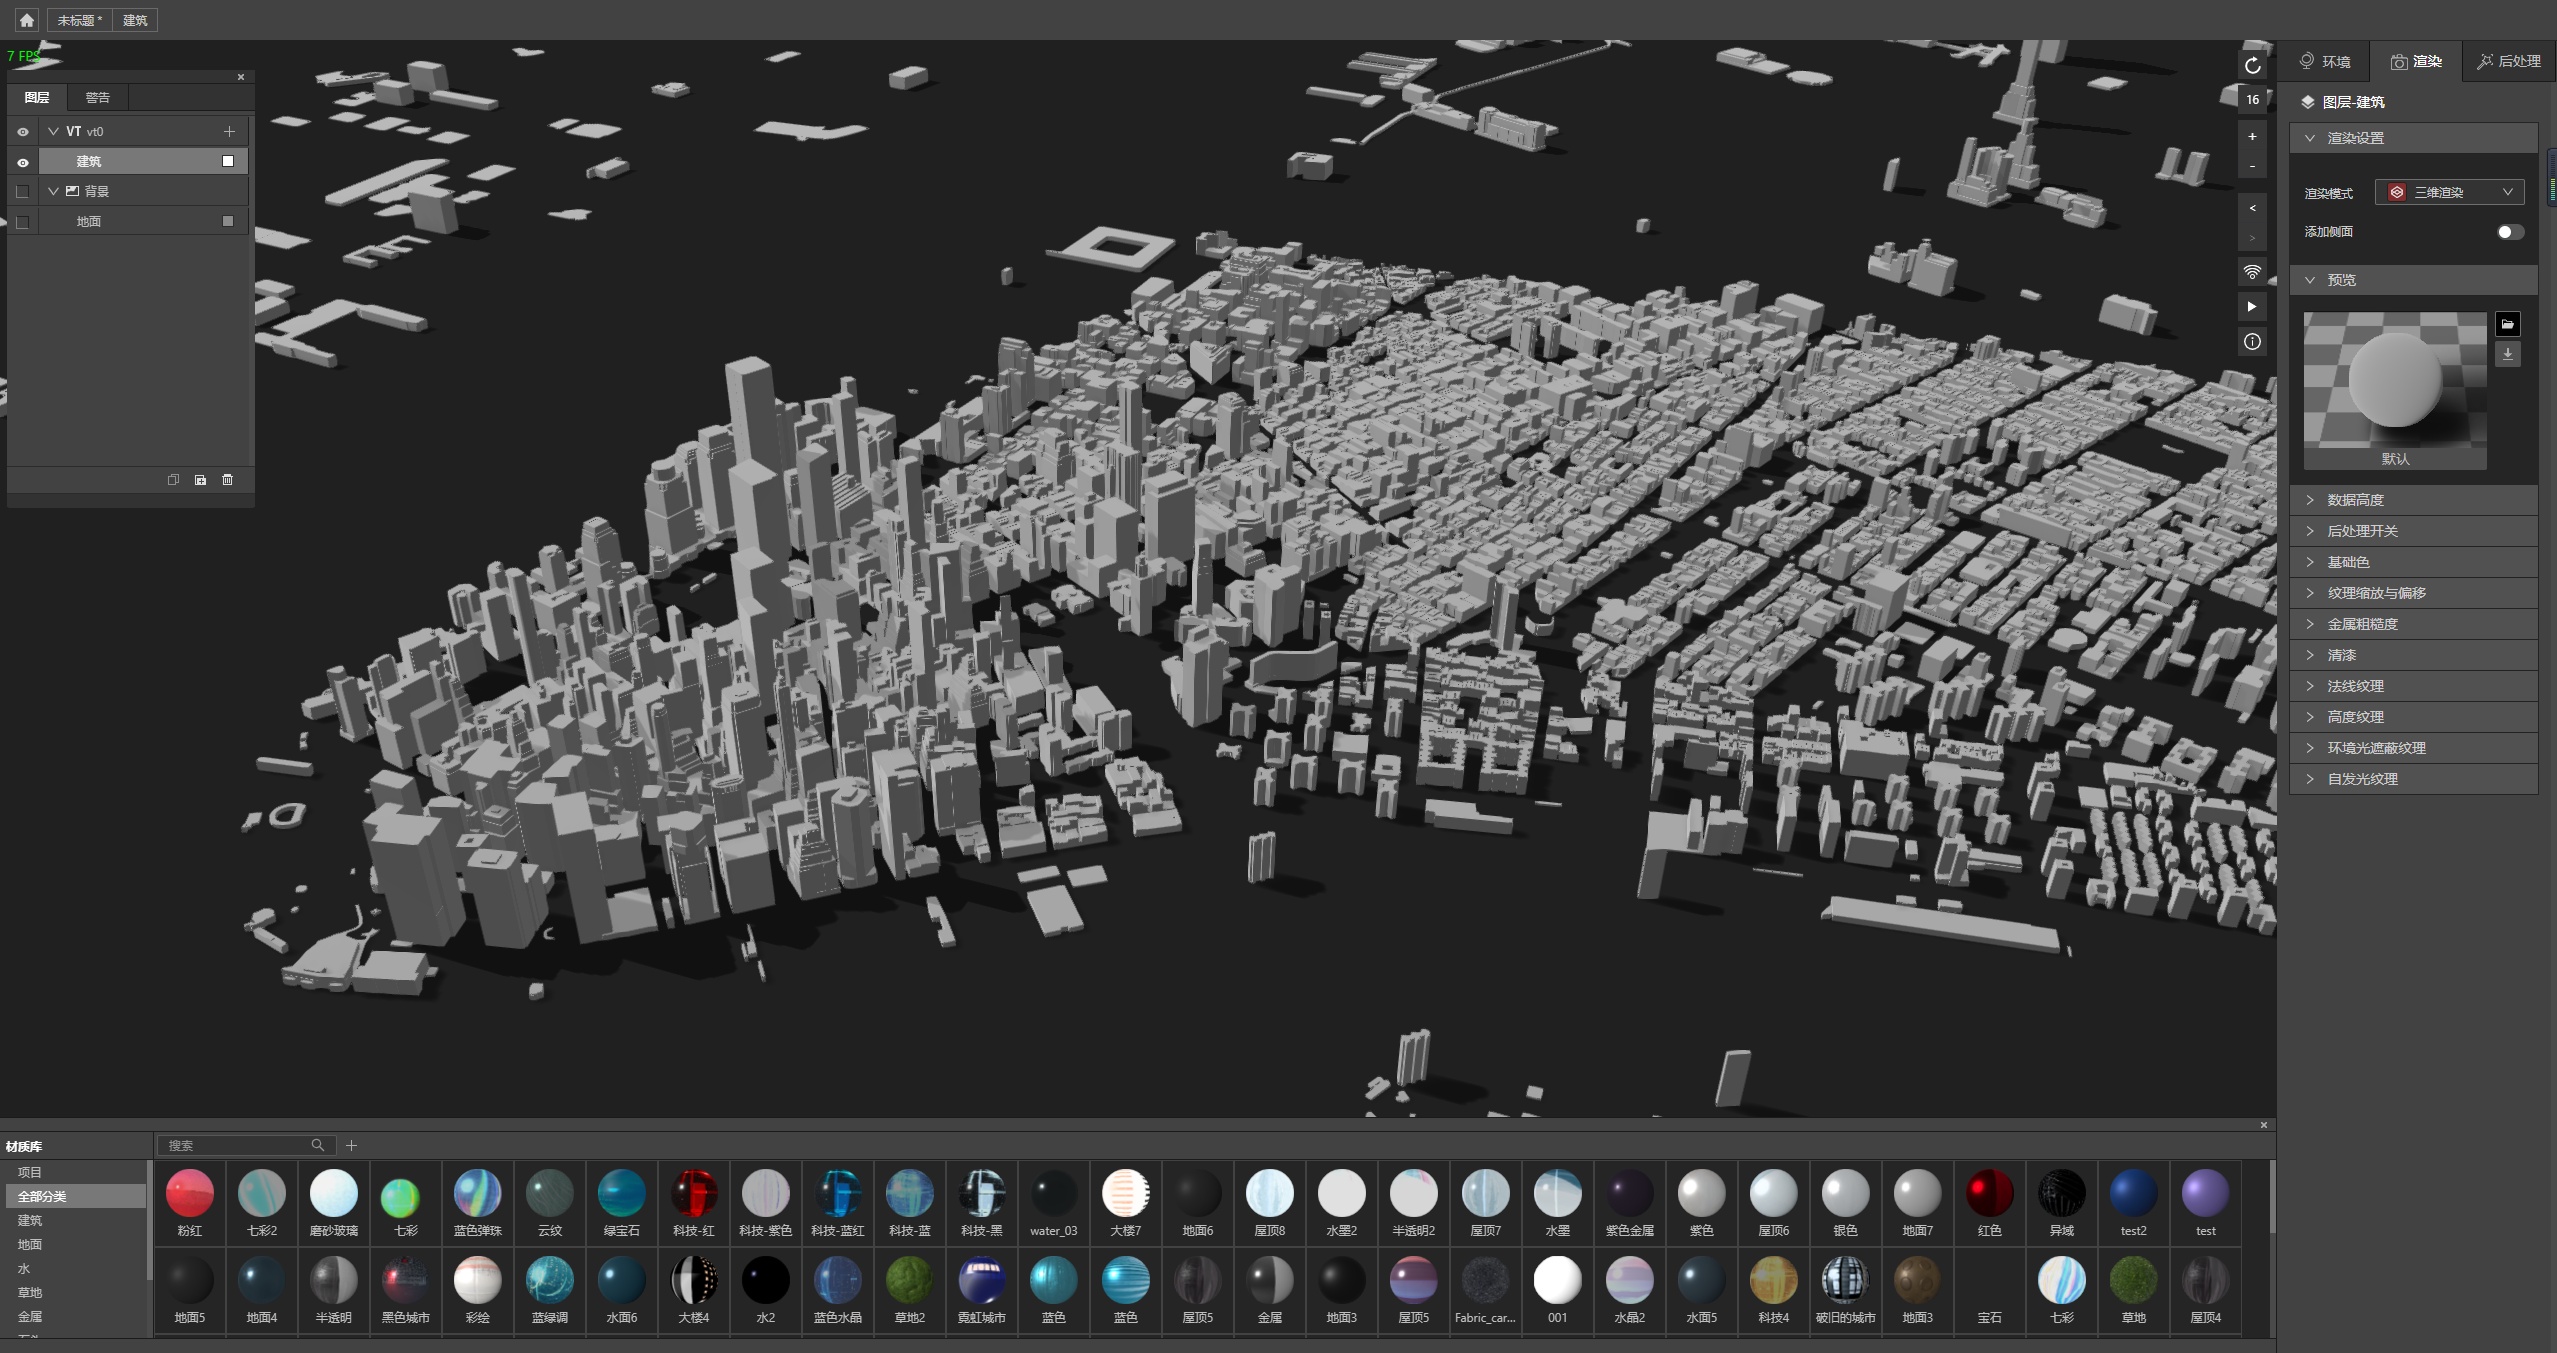 未标题 *
建筑
7 FPS
图层
警告
VT vt0
建筑
背景
地面
16
环境
渲染
后处理
图层-建筑
渲染设置
渲染模式
三维渲染
添加侧面
预览
默认
数据高度
后处理开关
基础色
纹理缩放与偏移
金属粗糙度
清漆
法线纹理
高度纹理
环境光遮蔽纹理
自发光纹理
材质库
搜索
项目
全部分类
建筑
地面
水
草地
金属
粉红
七彩2
磨砂玻璃
七彩
蓝色弹珠
云纹
绿宝石
科技-红
科技-紫色
科技-蓝红
科技-蓝
科技-黑
water_03
大楼7
地面6
屋顶8
水墨2
半透明2
屋顶7
水墨
紫色金属
紫色
屋顶6
银色
地面7
红色
异域
test2
test
地面5
地面4
半透明
黑色城市
彩绘
蓝绿调
水面6
大楼4
水2
蓝色水晶
草地2
霓虹城市
蓝色
蓝色
屋顶5
金属
地面3
屋顶5
Fabric_car...
001
水晶2
水面5
科技4
破旧的城市
地面3
宝石
七彩
草地
屋顶4